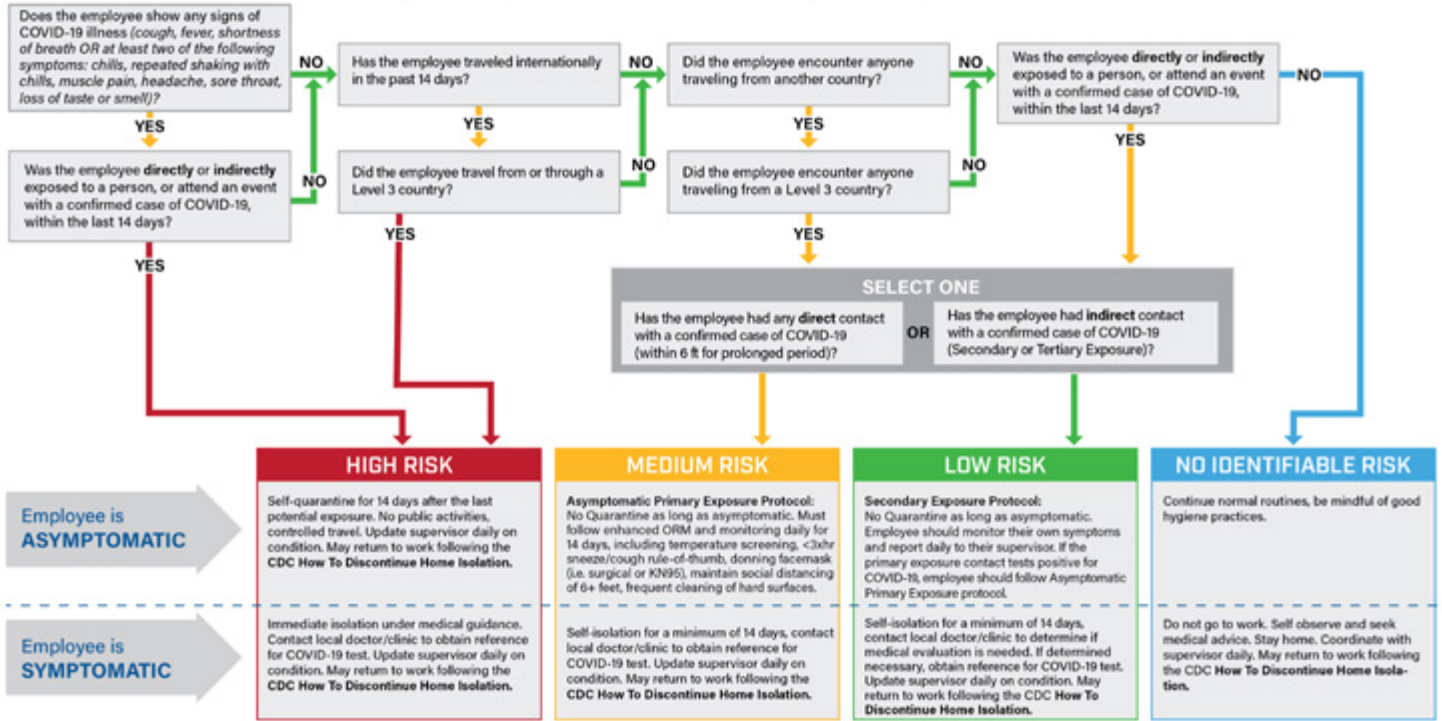 Does the employee show any signs of
COVID-19 illness (cough, fever, shortness
of breath OR at least two of the following
symptoms: chills, repeated shaking with
chills, muscle pain, headache, sore throat,
loss of taste or smell)?
NO
Has the employee traveled internationally
in the past 14 days?
NO
Did the employee encounter anyone
traveling from another country?
NO
Was the employee directly or indirectly
exposed to a person, or attend an event
with a confirmed case of COVID-19,
within the last 14 days?
NO
YES
YES
YES
YES
Was the employee directly or indirectly
exposed to a person, or attend an event
with a confirmed case of COVID-19,
within the last 14 days?
NO
Did the employee travel from or through a
Level 3 country?
NO
Did the employee encounter anyone
traveling from a Level 3 country?
NO
YES
YES
YES
SELECT ONE
Has the employee had any direct contact
with a confirmed case of COVID-19
(within 6 ft for prolonged period)?
OR
Has the employee had indirect contact
with a confirmed case of COVID-19
(Secondary or Tertiary Exposure)?
HIGH RISK
MEDIUM RISK
LOW RISK
NO IDENTIFIABLE RISK
Employee is
ASYMPTOMATIC
Self-quarantine for 14 days after the last
potential exposure. No public activities,
controlled travel. Update supervisor daily on
condition. May return to work following the
CDC How To Discontinue Home Isolation.
Asymptomatic Primary Exposure Protocol:
No Quarantine as long as asymptomatic. Must
follow enhanced ORM and monitoring daily for
14 days, including temperature screening, <3xhr
sneeze/cough rule-of-thumb, donning facemask
(i.e. surgical or KN95), maintain social distancing
of 6+ feet, frequent cleaning of hard surfaces.
Secondary Exposure Protocol:
No Quarantine as long as asymptomatic.
Employee should monitor their own symptoms
and report daily to their supervisor. If the
primary exposure contact tests positive for
COVID-19, employee should follow Asymptomatic
Primary Exposure protocol.
Continue normal routines, be mindful of good
hygiene practices.
Employee is
SYMPTOMATIC
Immediate isolation under medical guidance.
Contact local doctor/clinic to obtain reference
for COVID-19 test. Update supervisor daily on
condition. May return to work following the
CDC How To Discontinue Home Isolation.
Self-isolation for a minimum of 14 days, contact
local doctor/clinic to obtain reference for
COVID-19 test. Update supervisor daily on
condition. May return to work following the
CDC How To Discontinue Home Isolation.
Self-isolation for a minimum of 14 days,
contact local doctor/clinic to determine if
medical evaluation is needed. If determined
necessary, obtain reference for COVID-19 test.
Update supervisor daily on condition. May
return to work following the CDC How To
Discontinue Home Isolation.
Do not go to work. Self observe and seek
medical advice. Stay home. Coordinate with
supervisor daily. May return to work following
the CDC How To Discontinue Home Isola-
tion.